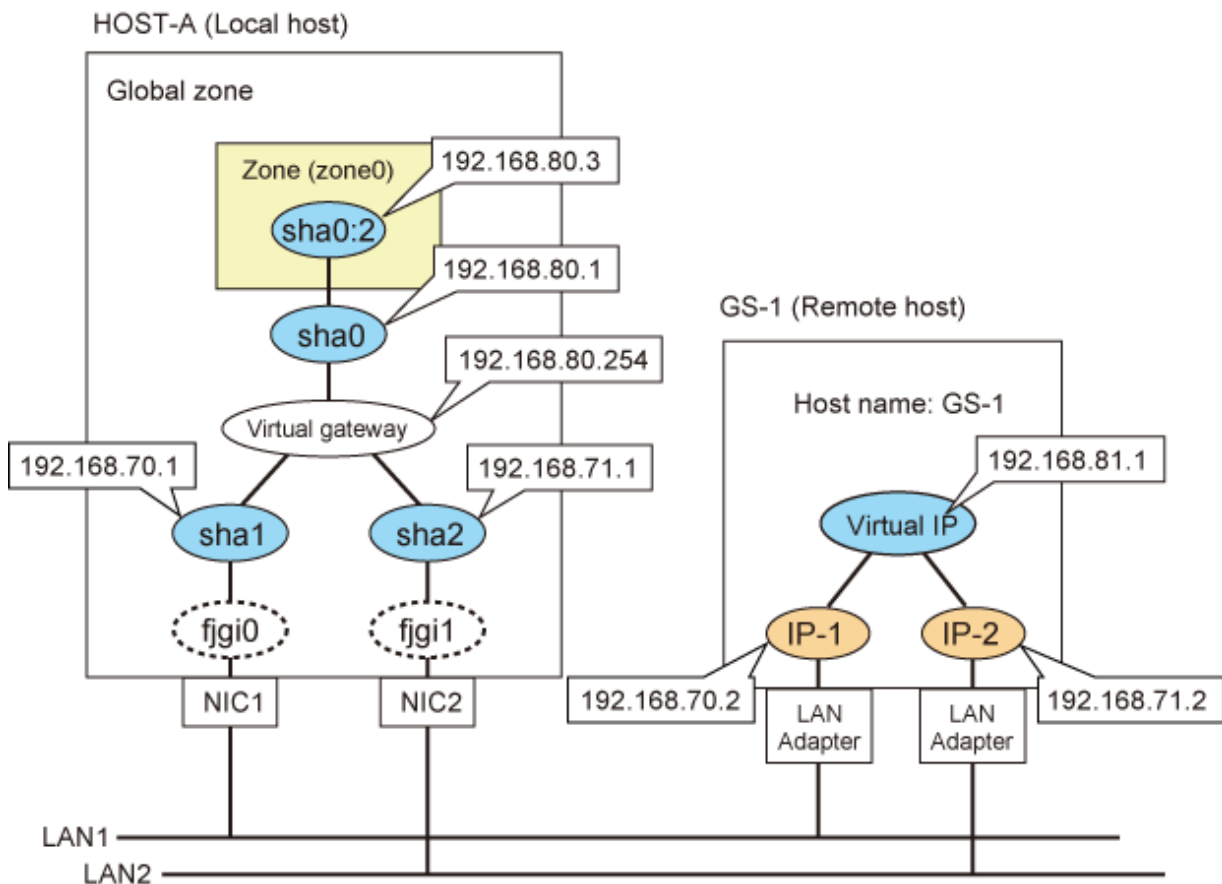 HOST-A (Local host)
Global zone
Zone (zone0)
192.168.80.3
sha0:2
192.168.80.1
sha0
192.168.80.254
Virtual gateway
192.168.70.1
192.168.71.1
sha1
sha2
fjgi0
fjgi1
NIC1
NIC2
GS-1 (Remote host)
Host name: GS-1
192.168.81.1
Virtual IP
IP-1
IP-2
192.168.70.2
192.168.71.2
LAN
Adapter
LAN
Adapter
LAN1
LAN2